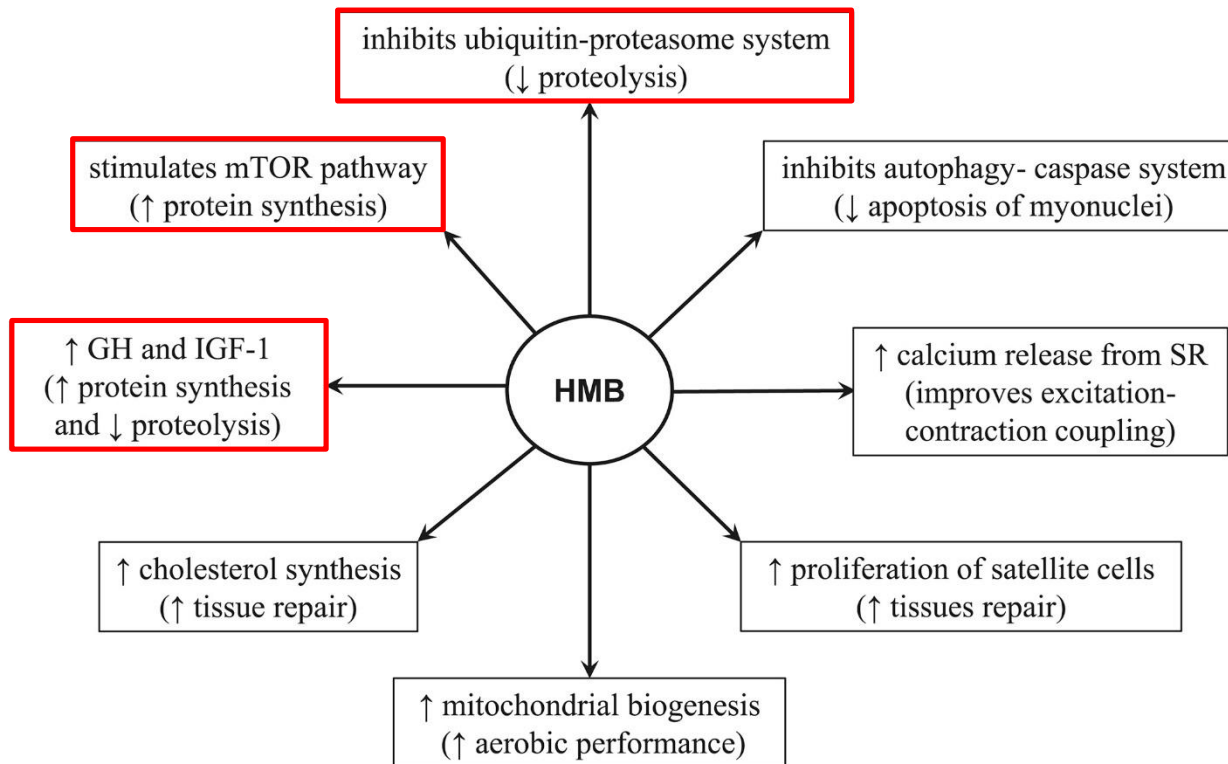 inhibits ubiquitin-proteasome system
(↓ proteolysis)
stimulates mTOR pathway
(↑ protein synthesis)
inhibits autophagy- caspase system
(↓ apoptosis of myonuclei)
↑ GH and IGF-1
(↑ protein synthesis
and ↓ proteolysis)
HMB
↑ calcium release from SR
(improves excitation-
contraction coupling)
↑ cholesterol synthesis
(↑ tissue repair)
↑ proliferation of satellite cells
(↑ tissues repair)
↑ mitochondrial biogenesis
(↑ aerobic performance)